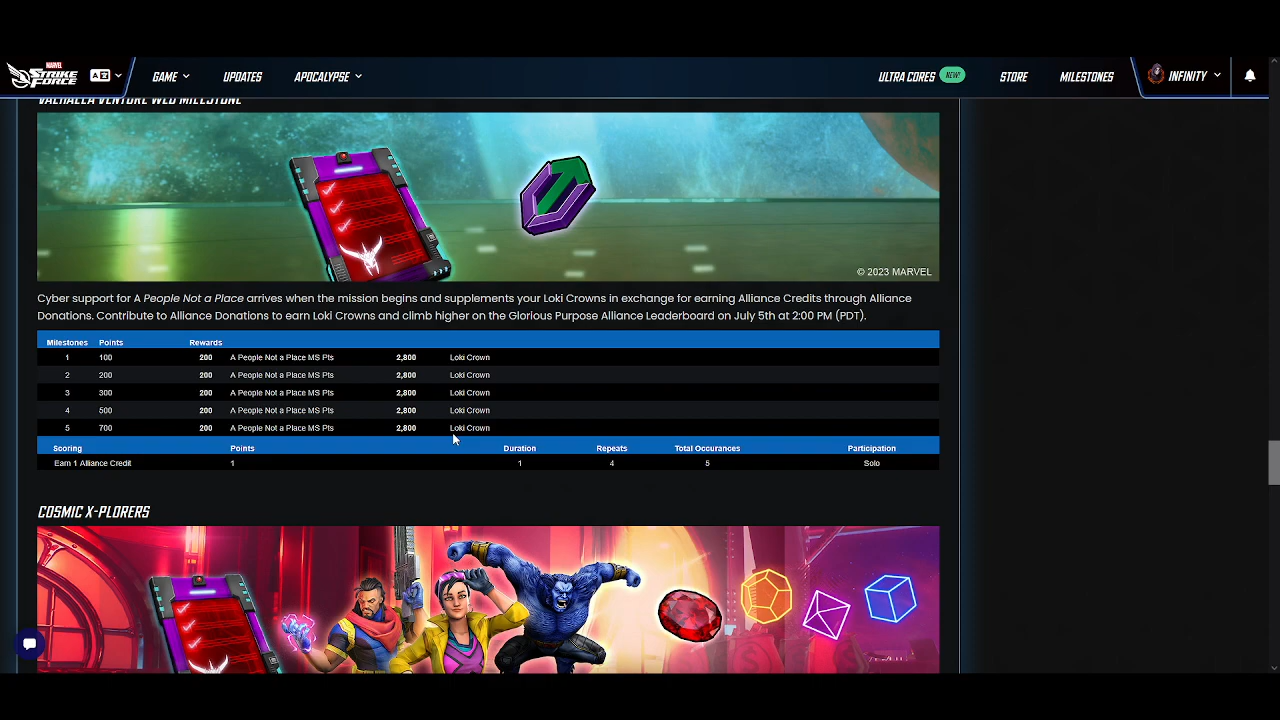 MARVEL
STRIKE FORCE
GAME
UPDATES
APOCALYPSE
ULTRA CORES
NEW!
STORE
MILESTONES
INFINITY
VALHALLA VENTURE WEB MILESTONE
© 2023 MARVEL
Cyber support for A People Not a Place arrives when the mission begins and supplements your Loki Crowns in exchange for earning Alliance Credits through Alliance
Donations. Contribute to Alliance Donations to earn Loki Crowns and climb higher on the Glorious Purpose Alliance Leaderboard on July 5th at 2:00 PM (PDT).
Milestones Points Rewards
1 100 200 A People Not a Place MS Pts 2,800 Loki Crown
2 200 200 A People Not a Place MS Pts 2,800 Loki Crown
3 300 200 A People Not a Place MS Pts 2,800 Loki Crown
4 500 200 A People Not a Place MS Pts 2,800 Loki Crown
5 700 200 A People Not a Place MS Pts 2,800 Loki Crown
Scoring Points Duration Repeats Total Occurances Participation
Earn 1 Alliance Credit 1 1 4 5 Solo
COSMIC X-PLORERS